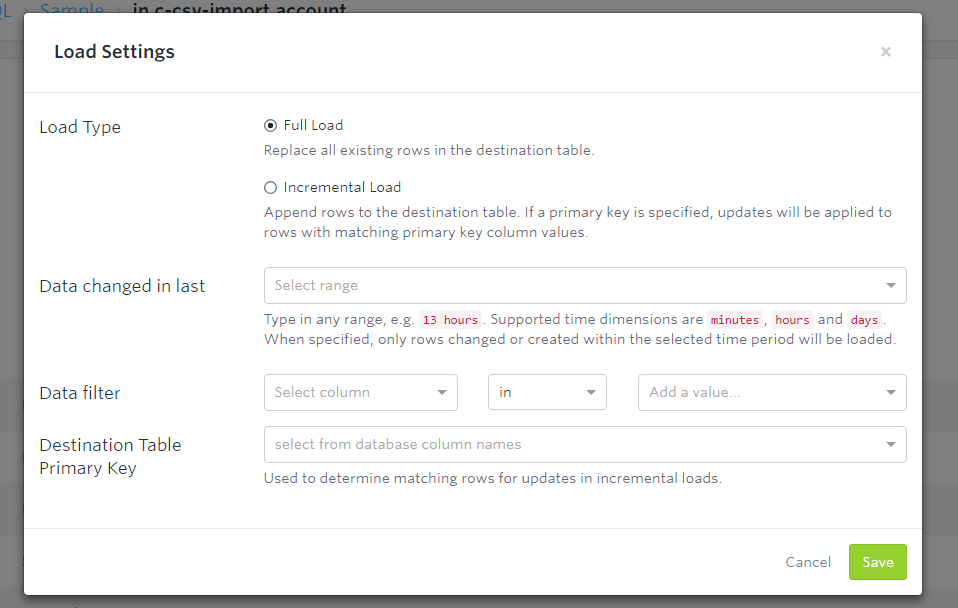 QL > Sample > in.c-csv-import.account
Load Settings
×
Load Type
Full Load
Replace all existing rows in the destination table.
Incremental Load
Append rows to the destination table. If a primary key is specified, updates will be applied to
rows with matching primary key column values.
Data changed in last
Select range
Type in any range, e.g. 13 hours. Supported time dimensions are minutes, hours and days.
When specified, only rows changed or created within the selected time period will be loaded.
Data filter
Select column
in
Add a value...
Destination Table
Primary Key
select from database column names
Used to determine matching rows for updates in incremental loads.
Cancel
Save